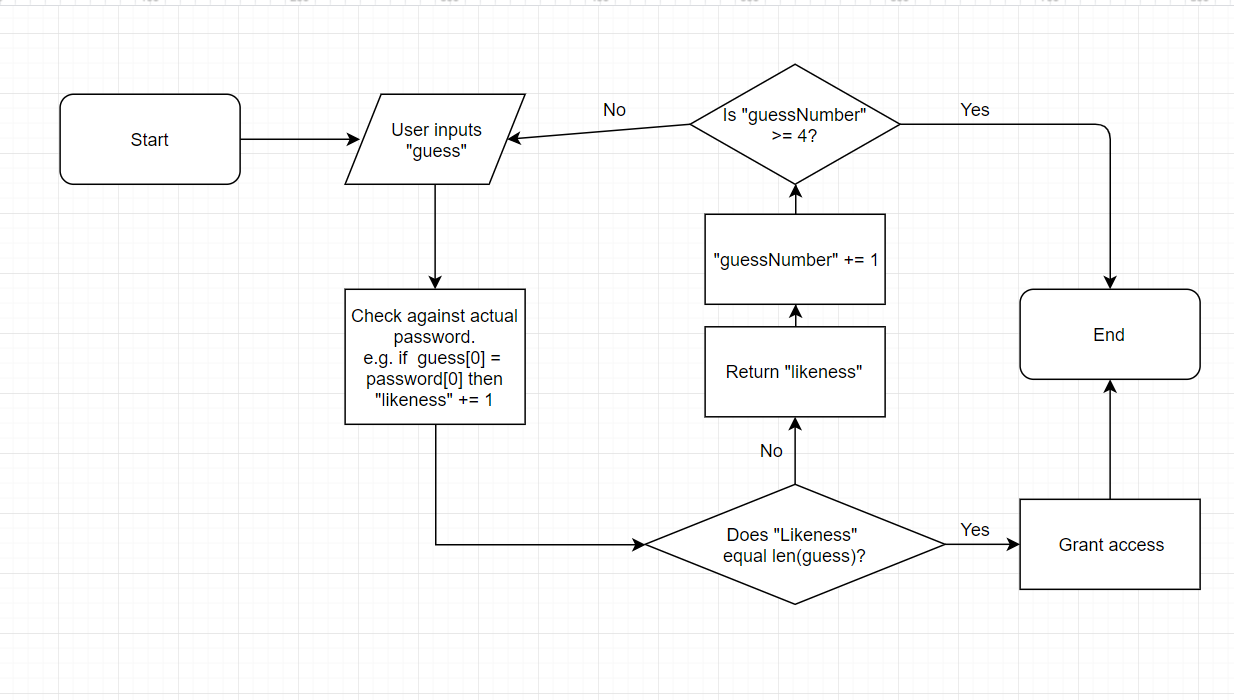 Start
User inputs
"guess"
No
Is "guessNumber"
>= 4?
Yes
"guessNumber" += 1
Check against actual
password.
e.g. if  guess[0] =
password[0] then
"likeness" += 1
End
Return "likeness"
No
Does "Likeness"
equal len(guess)?
Yes
Grant access